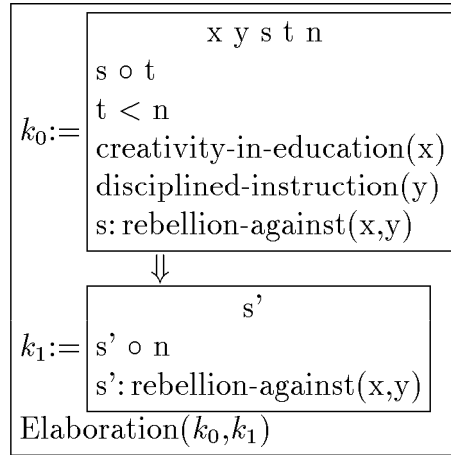 x y s t n
s ∘ t
t < n
k₀:= creativity-in-education(x)
disciplined-instruction(y)
s: rebellion-against(x,y)
⇓
s'
k₁:= s' ∘ n
s': rebellion-against(x,y)
Elaboration(k₀,k₁)